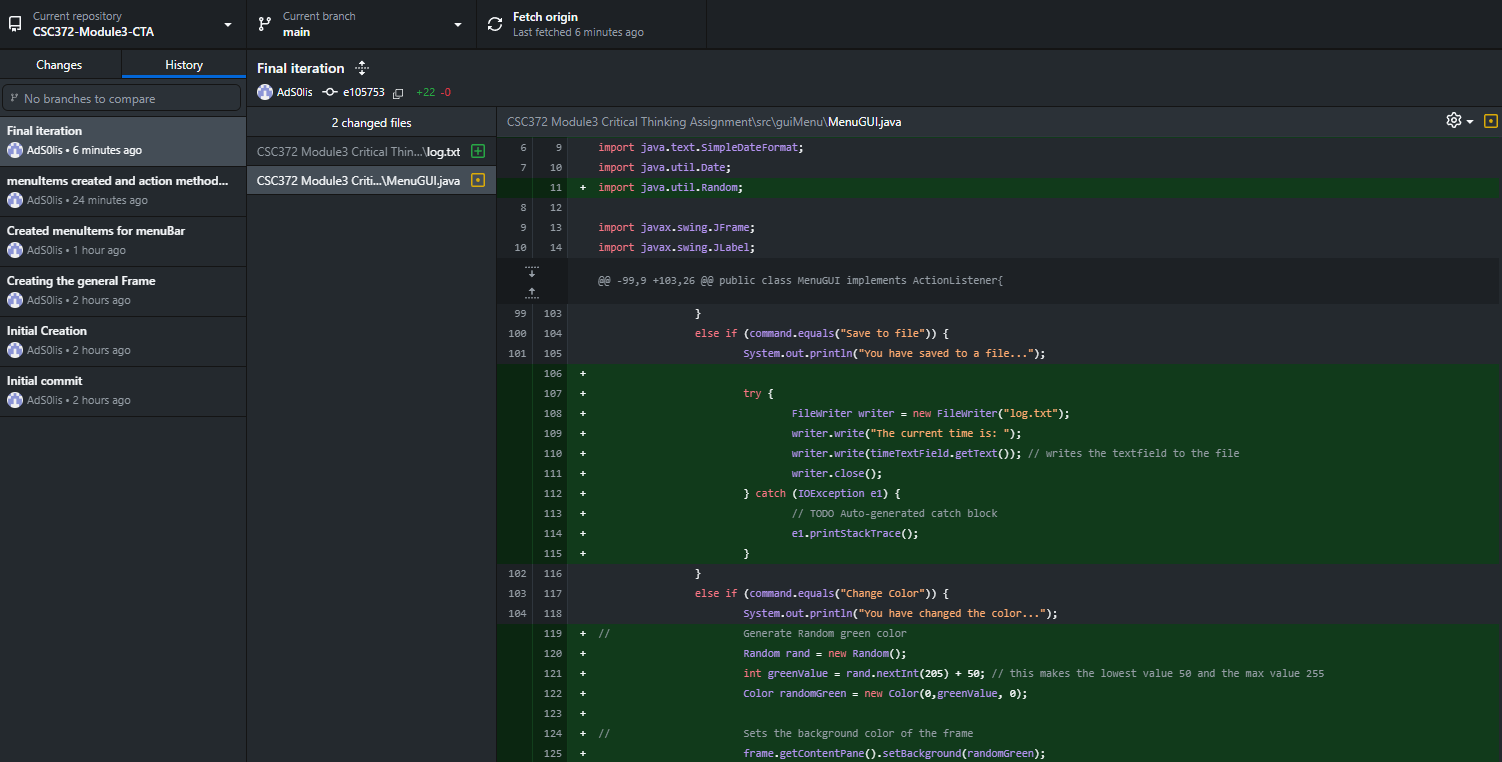 Current repository
CSC372-Module3-CTA
Current branch
main
Fetch origin
Last fetched 6 minutes ago
Changes
History
No branches to compare
Final iteration
AdS0lis • 6 minutes ago
menuItems created and action method...
AdS0lis • 24 minutes ago
Created menuItems for menuBar
AdS0lis • 1 hour ago
Creating the general Frame
AdS0lis • 2 hours ago
Initial Creation
AdS0lis • 2 hours ago
Initial commit
AdS0lis • 2 hours ago
Final iteration
AdS0lis e105753 +22 -0
2 changed files
CSC372 Module3 Critical Thin...\log.txt
CSC372 Module3 Criti...\MenuGUI.java
CSC372 Module3 Critical Thinking Assignment\src\guiMenu\MenuGUI.java
6 9 import java.text.SimpleDateFormat;
7 10 import java.util.Date;
11 + import java.util.Random;
8 12
9 13 import javax.swing.JFrame;
10 14 import javax.swing.JLabel;
@@ -99,9 +103,26 @@ public class MenuGUI implements ActionListener{
99 103 }
100 104 else if (command.equals("Save to file")) {
101 105 System.out.println("You have saved to a file...");
106 +
107 + try {
108 + FileWriter writer = new FileWriter("log.txt");
109 + writer.write("The current time is: ");
110 + writer.write(timeTextField.getText()); // writes the textfield to the file
111 + writer.close();
112 + } catch (IOException e1) {
113 + // TODO Auto-generated catch block
114 + e1.printStackTrace();
115 + }
102 116 }
103 117 else if (command.equals("Change Color")) {
104 118 System.out.println("You have changed the color...");
119 + // Generate Random green color
120 + Random rand = new Random();
121 + int greenValue = rand.nextInt(205) + 50; // this makes the lowest value 50 and the max value 255
122 + Color randomGreen = new Color(0,greenValue, 0);
123 +
124 + // Sets the background color of the frame
125 + frame.getContentPane().setBackground(randomGreen);